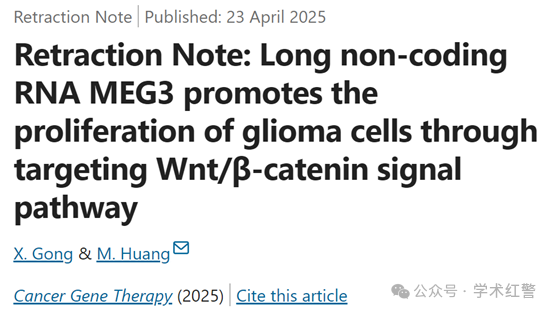 Retraction Note | Published: 23 April 2025
Retraction Note: Long non-coding
RNA MEG3 promotes the
proliferation of glioma cells through
targeting Wnt/β-catenin signal
pathway
X. Gong & M. Huang
Cancer Gene Therapy (2025) | Cite this article
公众号 · 学术红警